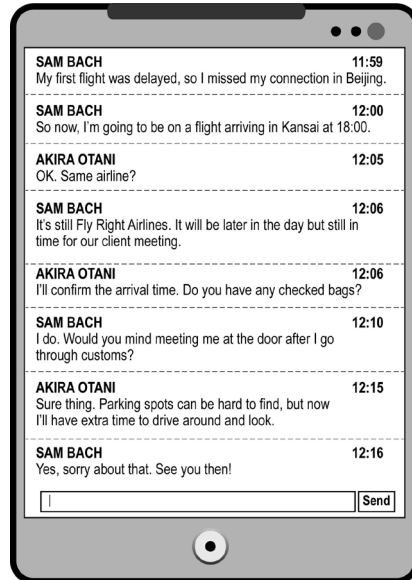 SAM BACH 11:59
My first flight was delayed, so I missed my connection in Beijing.
SAM BACH 12:00
So now, I'm going to be on a flight arriving in Kansai at 18:00.
AKIRA OTANI 12:05
OK. Same airline?
SAM BACH 12:06
It's still Fly Right Airlines. It will be later in the day but still in
time for our client meeting.
AKIRA OTANI 12:06
I'll confirm the arrival time. Do you have any checked bags?
SAM BACH 12:10
I do. Would you mind meeting me at the door after I go
through customs?
AKIRA OTANI 12:15
Sure thing. Parking spots can be hard to find, but now
I'll have extra time to drive around and look.
SAM BACH 12:16
Yes, sorry about that. See you then!
Send